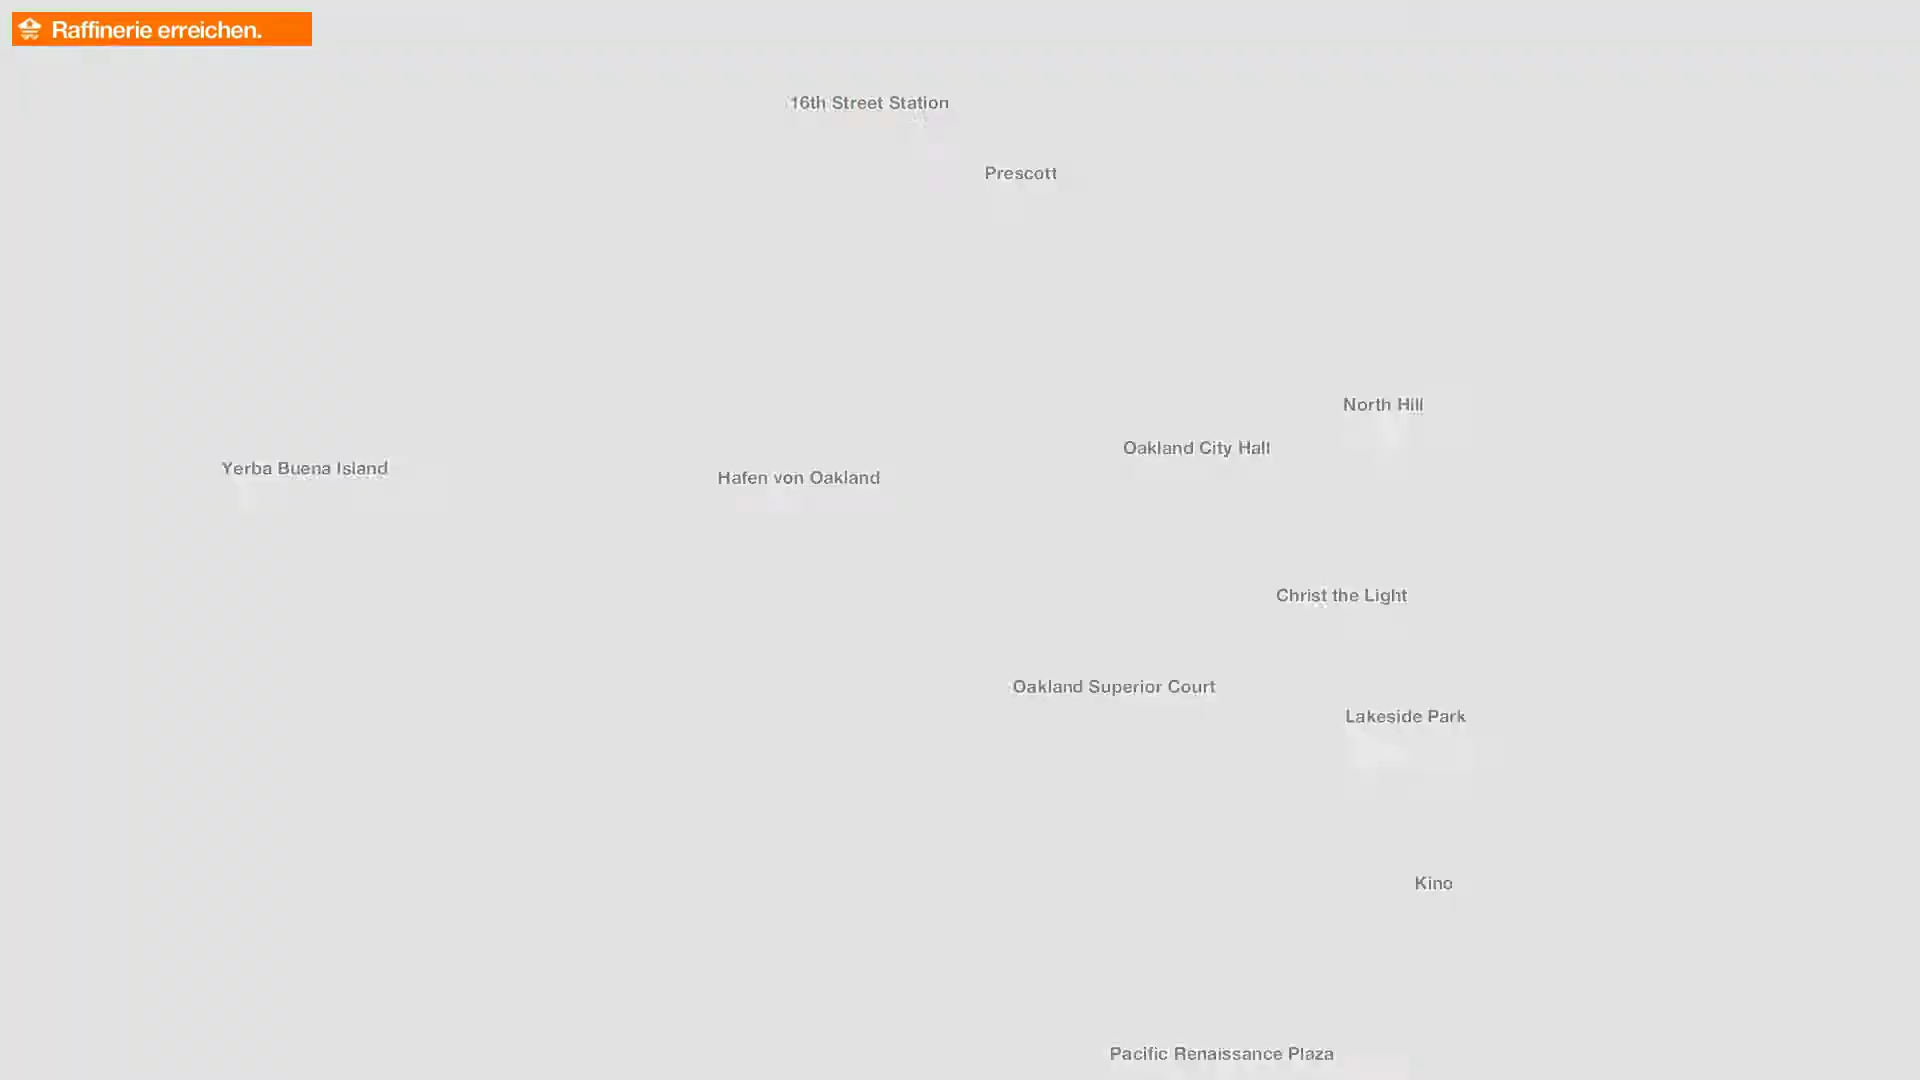 Raffinerie erreichen.
16th Street Station
Prescott
North Hill
Oakland City Hall
Yerba Buena Island
Hafen von Oakland
Christ the Light
Oakland Superior Court
Lakeside Park
Kino
Pacific Renaissance Plaza